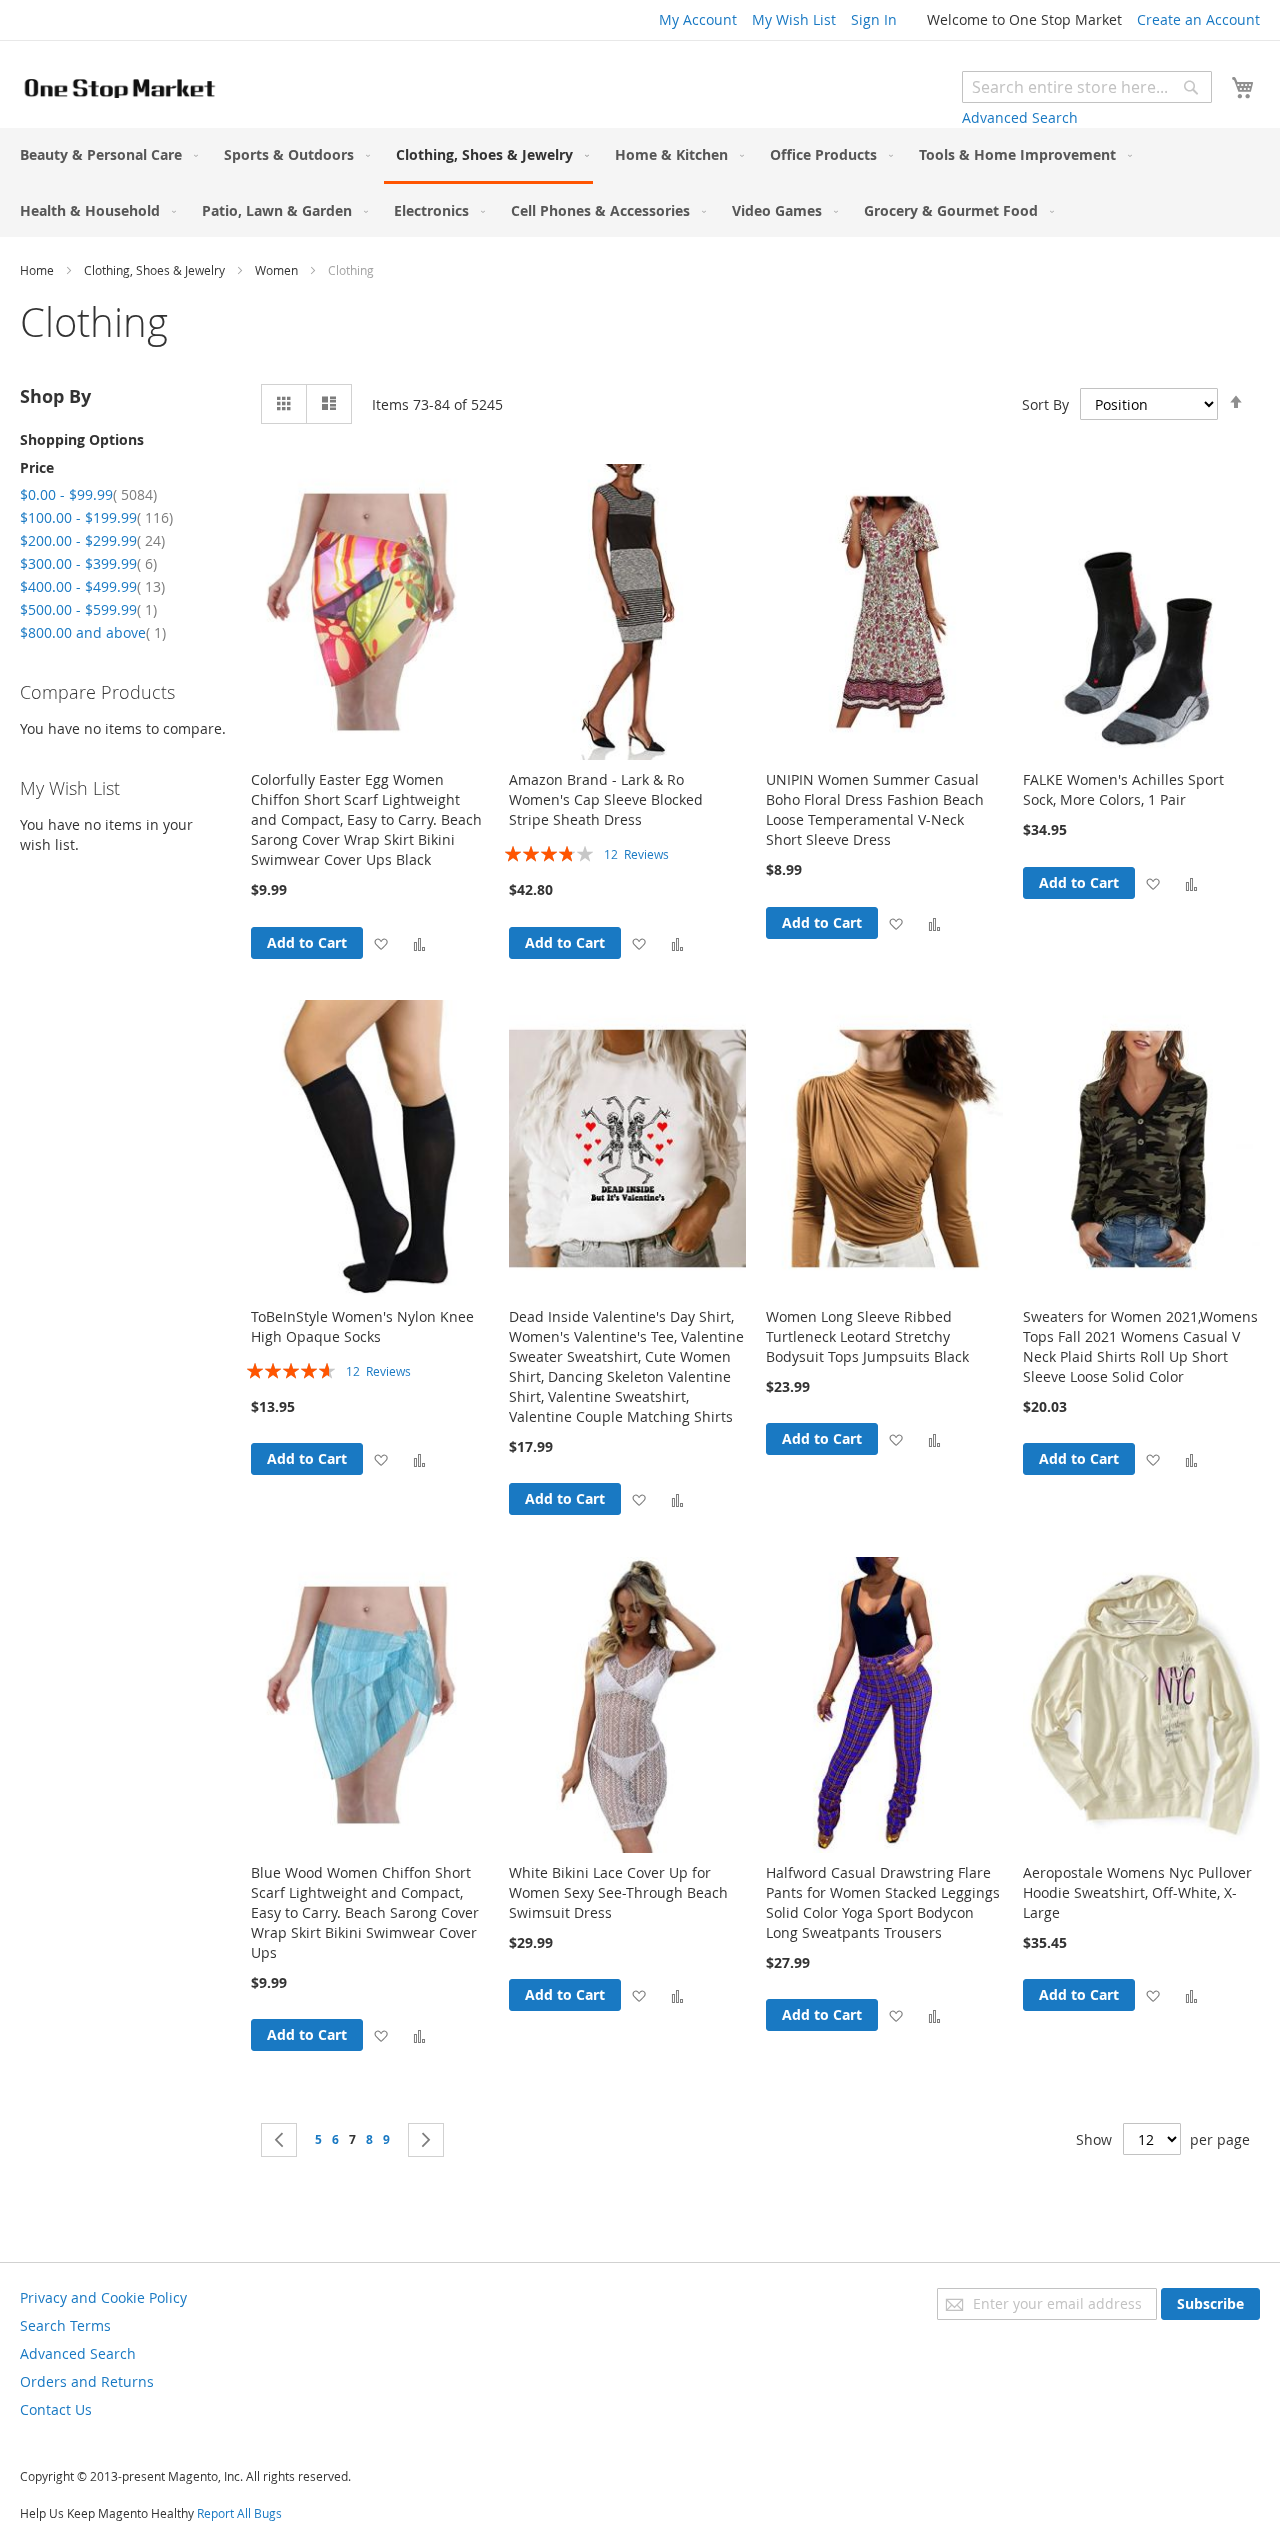 My Account My Wish List Sign In Welcome to One Stop Market Create an Account
One Stop Market
Search entire store here...
Advanced Search
Beauty & Personal Care Sports & Outdoors Clothing, Shoes & Jewelry Home & Kitchen Office Products Tools & Home Improvement
Health & Household Patio, Lawn & Garden Electronics Cell Phones & Accessories Video Games Grocery & Gourmet Food
Home Clothing, Shoes & Jewelry Women Clothing
Clothing
Shop By
Shopping Options
Price
$0.00 - $99.99( 5084)
$100.00 - $199.99( 116)
$200.00 - $299.99( 24)
$300.00 - $399.99( 6)
$400.00 - $499.99( 13)
$500.00 - $599.99( 1)
$800.00 and above( 1)
Compare Products
You have no items to compare.
My Wish List
You have no items in your
wish list.
Items 73-84 of 5245
Sort By Position
Colorfully Easter Egg Women
Chiffon Short Scarf Lightweight
and Compact, Easy to Carry. Beach
Sarong Cover Wrap Skirt Bikini
Swimwear Cover Ups Black
$9.99
Add to Cart
Amazon Brand - Lark & Ro
Women's Cap Sleeve Blocked
Stripe Sheath Dress
12 Reviews
$42.80
Add to Cart
UNIPIN Women Summer Casual
Boho Floral Dress Fashion Beach
Loose Temperamental V-Neck
Short Sleeve Dress
$8.99
Add to Cart
FALKE Women's Achilles Sport
Sock, More Colors, 1 Pair
$34.95
Add to Cart
ToBeInStyle Women's Nylon Knee
High Opaque Socks
12 Reviews
$13.95
Add to Cart
DEAD INSIDE
But It's Valentine's
Dead Inside Valentine's Day Shirt,
Women's Valentine's Tee, Valentine
Sweater Sweatshirt, Cute Women
Shirt, Dancing Skeleton Valentine
Shirt, Valentine Sweatshirt,
Valentine Couple Matching Shirts
$17.99
Add to Cart
Women Long Sleeve Ribbed
Turtleneck Leotard Stretchy
Bodysuit Tops Jumpsuits Black
$23.99
Add to Cart
Sweaters for Women 2021,Womens
Tops Fall 2021 Womens Casual V
Neck Plaid Shirts Roll Up Short
Sleeve Loose Solid Color
$20.03
Add to Cart
Blue Wood Women Chiffon Short
Scarf Lightweight and Compact,
Easy to Carry. Beach Sarong Cover
Wrap Skirt Bikini Swimwear Cover
Ups
$9.99
Add to Cart
White Bikini Lace Cover Up for
Women Sexy See-Through Beach
Swimsuit Dress
$29.99
Add to Cart
Halfword Casual Drawstring Flare
Pants for Women Stacked Leggings
Solid Color Yoga Sport Bodycon
Long Sweatpants Trousers
$27.99
Add to Cart
NYC
Aeropostale Womens Nyc Pullover
Hoodie Sweatshirt, Off-White, X-
Large
$35.45
Add to Cart
5 6 7 8 9
Show 12 per page
Privacy and Cookie Policy
Search Terms
Advanced Search
Orders and Returns
Contact Us
Enter your email address
Subscribe
Copyright © 2013-present Magento, Inc. All rights reserved.
Help Us Keep Magento Healthy Report All Bugs